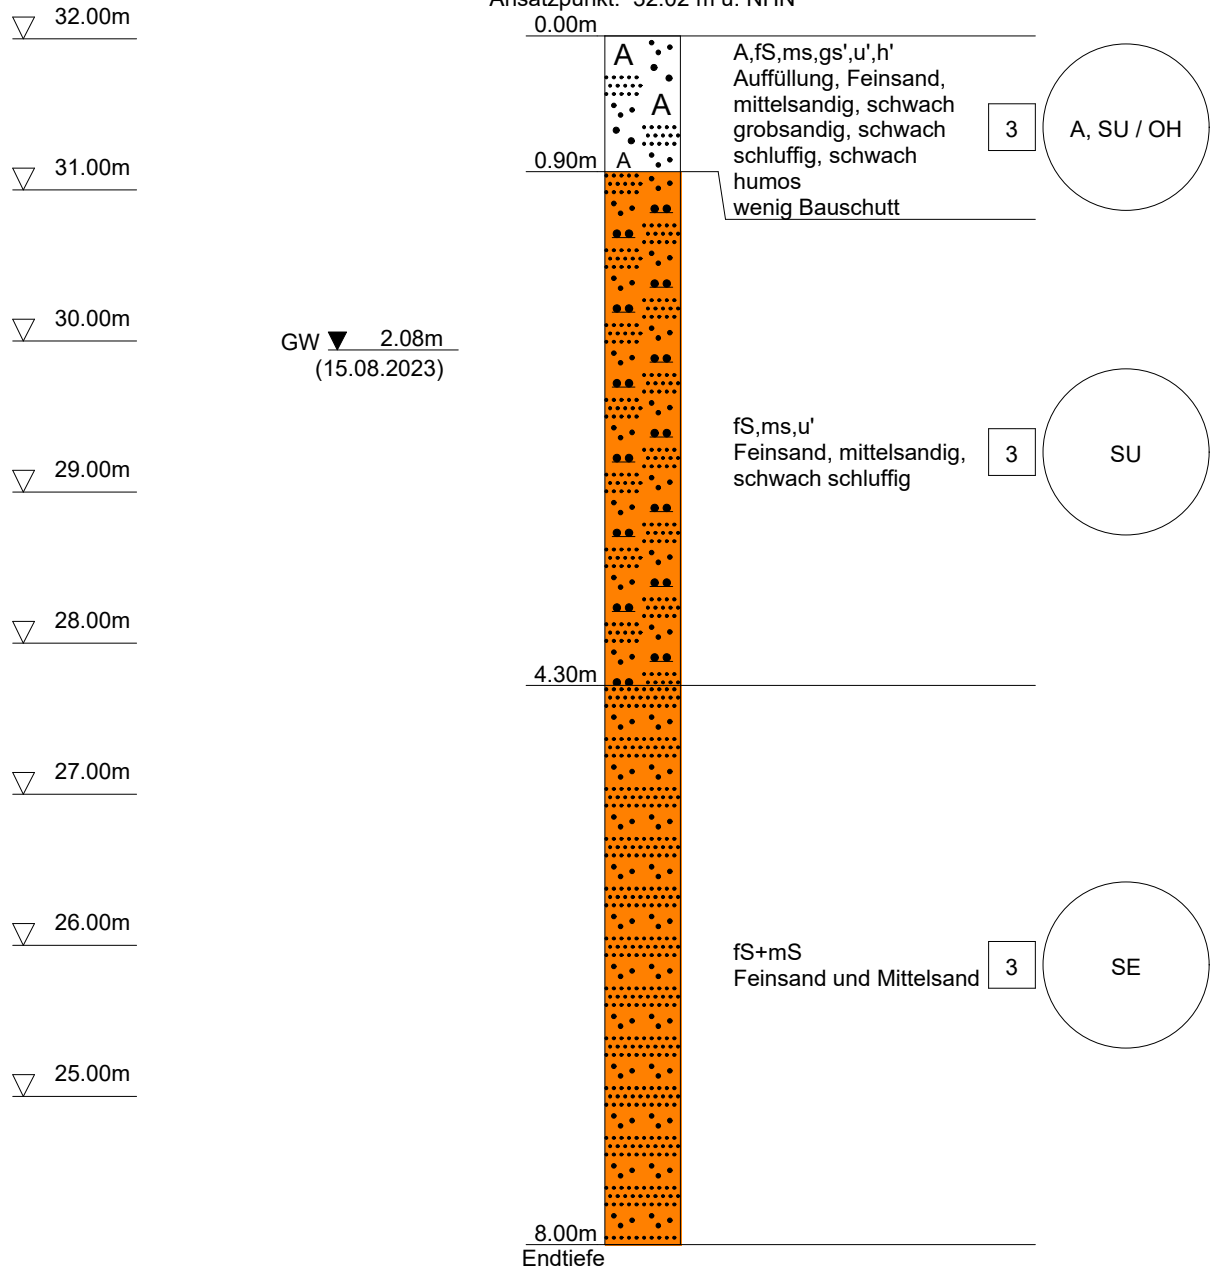 Ansatzpunkt: 32.02 m ü. NHN
32.00m
0.00m
A
A
A
A,fS,ms,gs',u',h'
Auffüllung, Feinsand,
mittelsandig, schwach
grobsandig, schwach
schluffig, schwach
humos
wenig Bauschutt
3
A, SU / OH
31.00m
0.90m
30.00m
GW 2.08m
(15.08.2023)
fS,ms,u'
Feinsand, mittelsandig,
schwach schluffig
3
SU
29.00m
28.00m
4.30m
27.00m
26.00m
fS+mS
Feinsand und Mittelsand
3
SE
25.00m
8.00m
Endtiefe